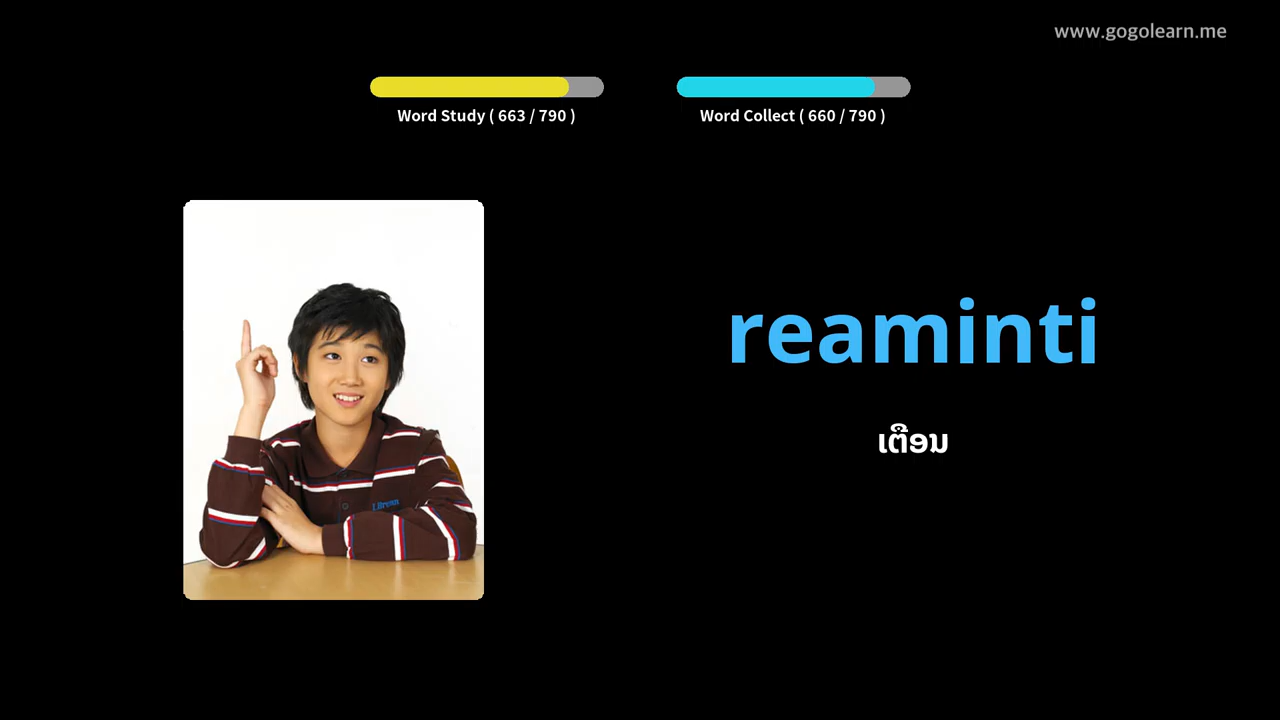 www.gogolearn.me
Word Study ( 663 / 790 )
Word Collect ( 660 / 790 )
reaminti
ເຕືອນ